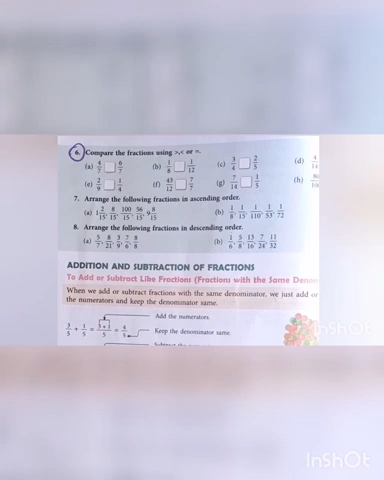 6. Compare the fractions using >,< or =.
(a) 4/7 □ 6/7 (b) 1/8 □ 1/12 (c) 3/4 □ 2/5 (d) 4/14
(e) 2/9 □ 1/4 (f) 43/12 □ 7/7 (g) 7/14 □ 1/5 (h)
7. Arrange the following fractions in ascending order.
(a) 1 2/15, 8/15, 100/15, 56/15, 9 8/15 (b) 1/8, 1/15, 1/110, 1/53, 1/72
8. Arrange the following fractions in descending order.
(a) 5/7, 8/21, 3/9, 7/6, 8/8 (b) 1/6, 5/8, 13/16, 7/24, 11/32
ADDITION AND SUBTRACTION OF FRACTIONS
To Add or Subtract Like Fractions (Fractions with the Same Denom
When we add or subtract fractions with the same denominator, we just add or
the numerators and keep the denominator same.
Add the numerators.
3/5 + 1/5 = 3+1/5 = 4/5
Keep the denominator same.
InShOt
InShOt